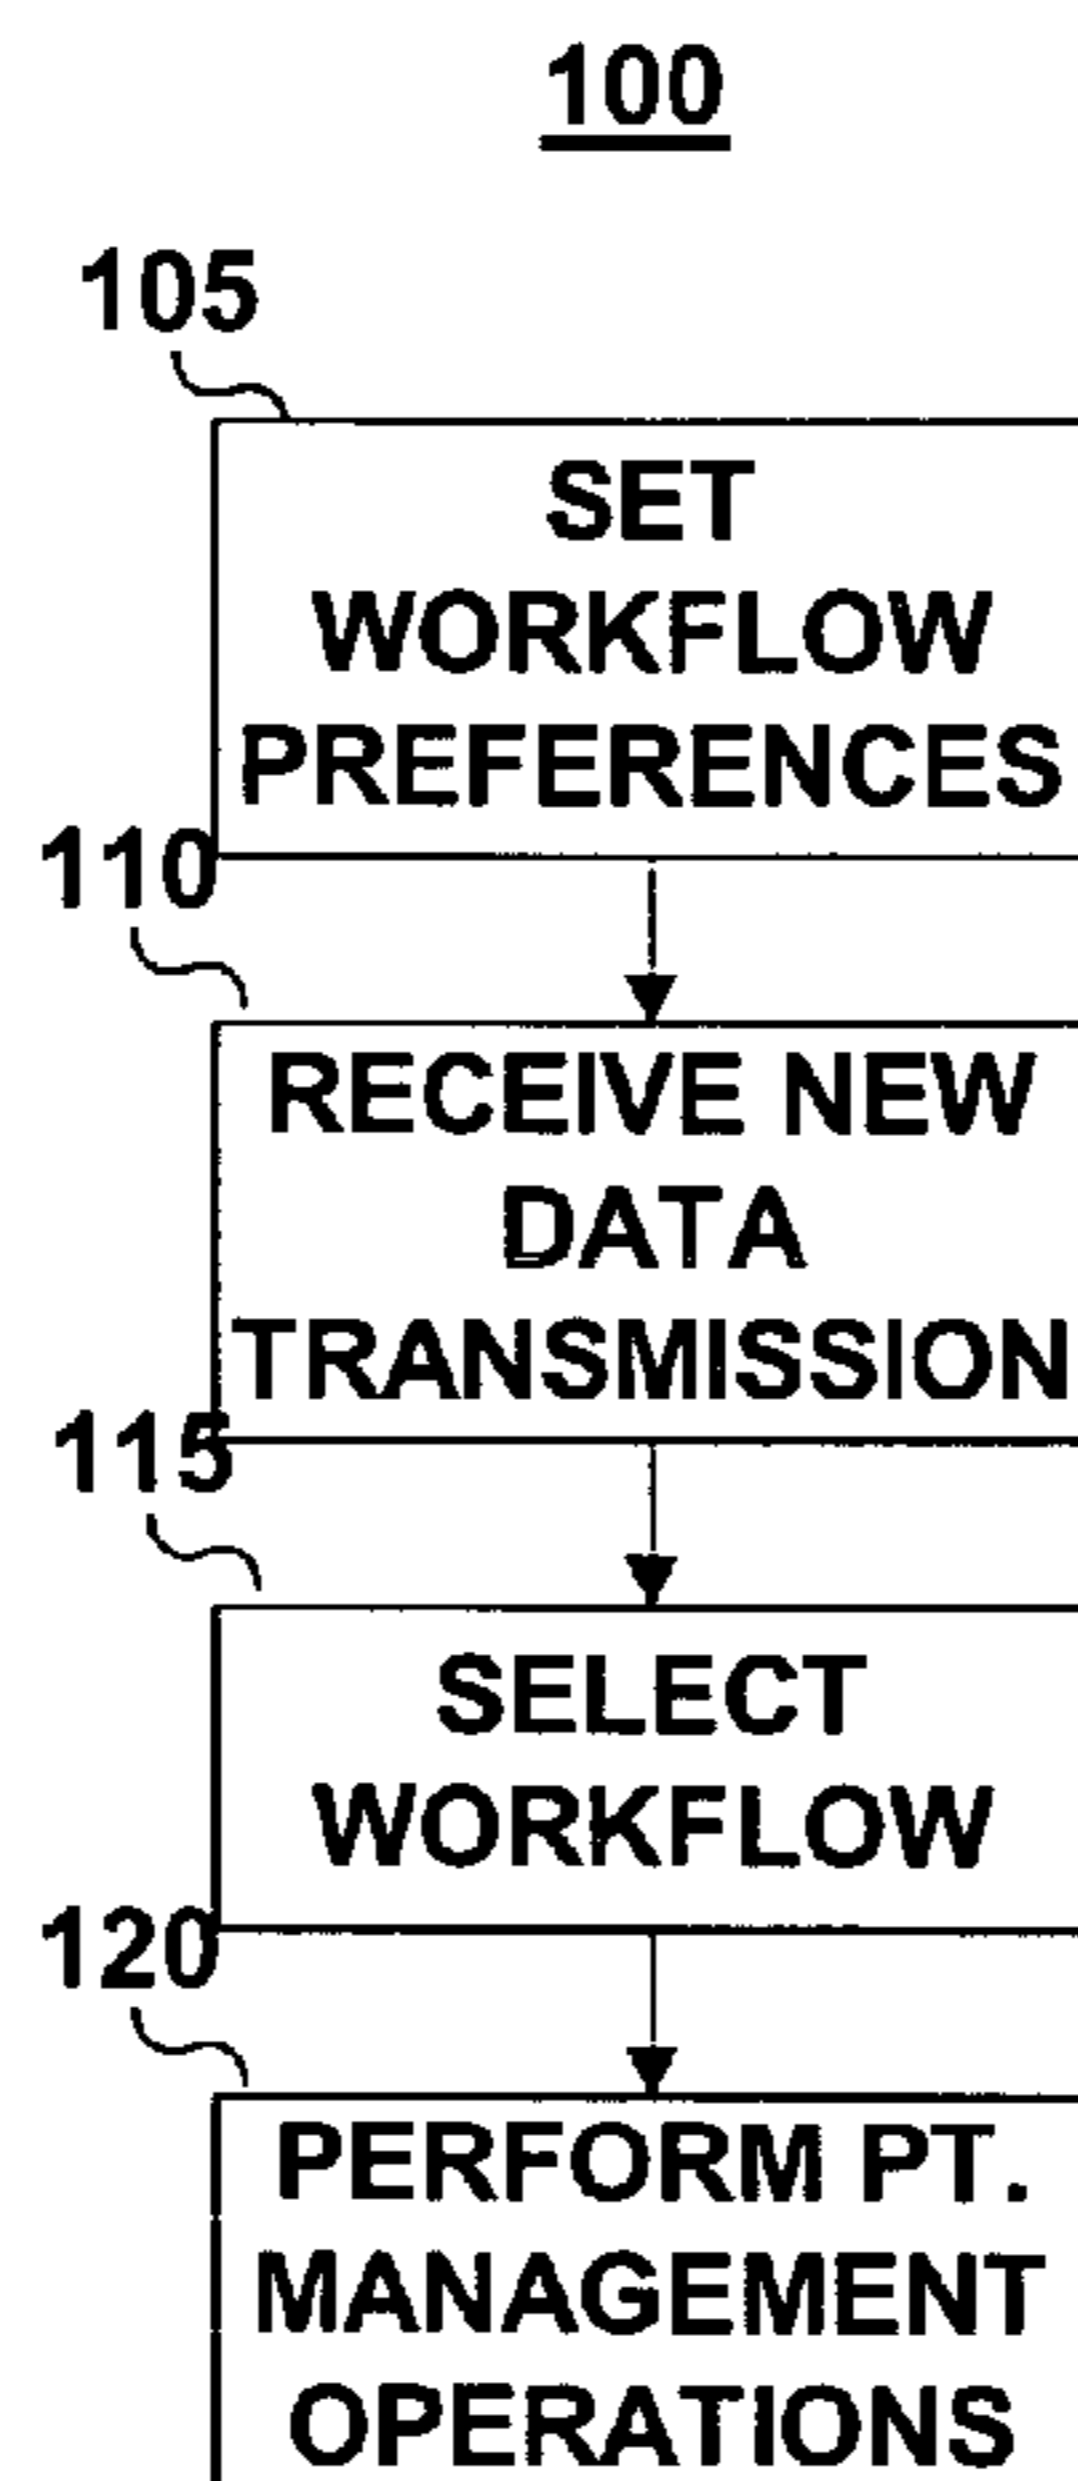 100
105
SET
WORKFLOW
PREFERENCES
110
RECEIVE NEW
DATA
TRANSMISSION
115
SELECT
WORKFLOW
120
PERFORM PT.
MANAGEMENT
OPERATIONS